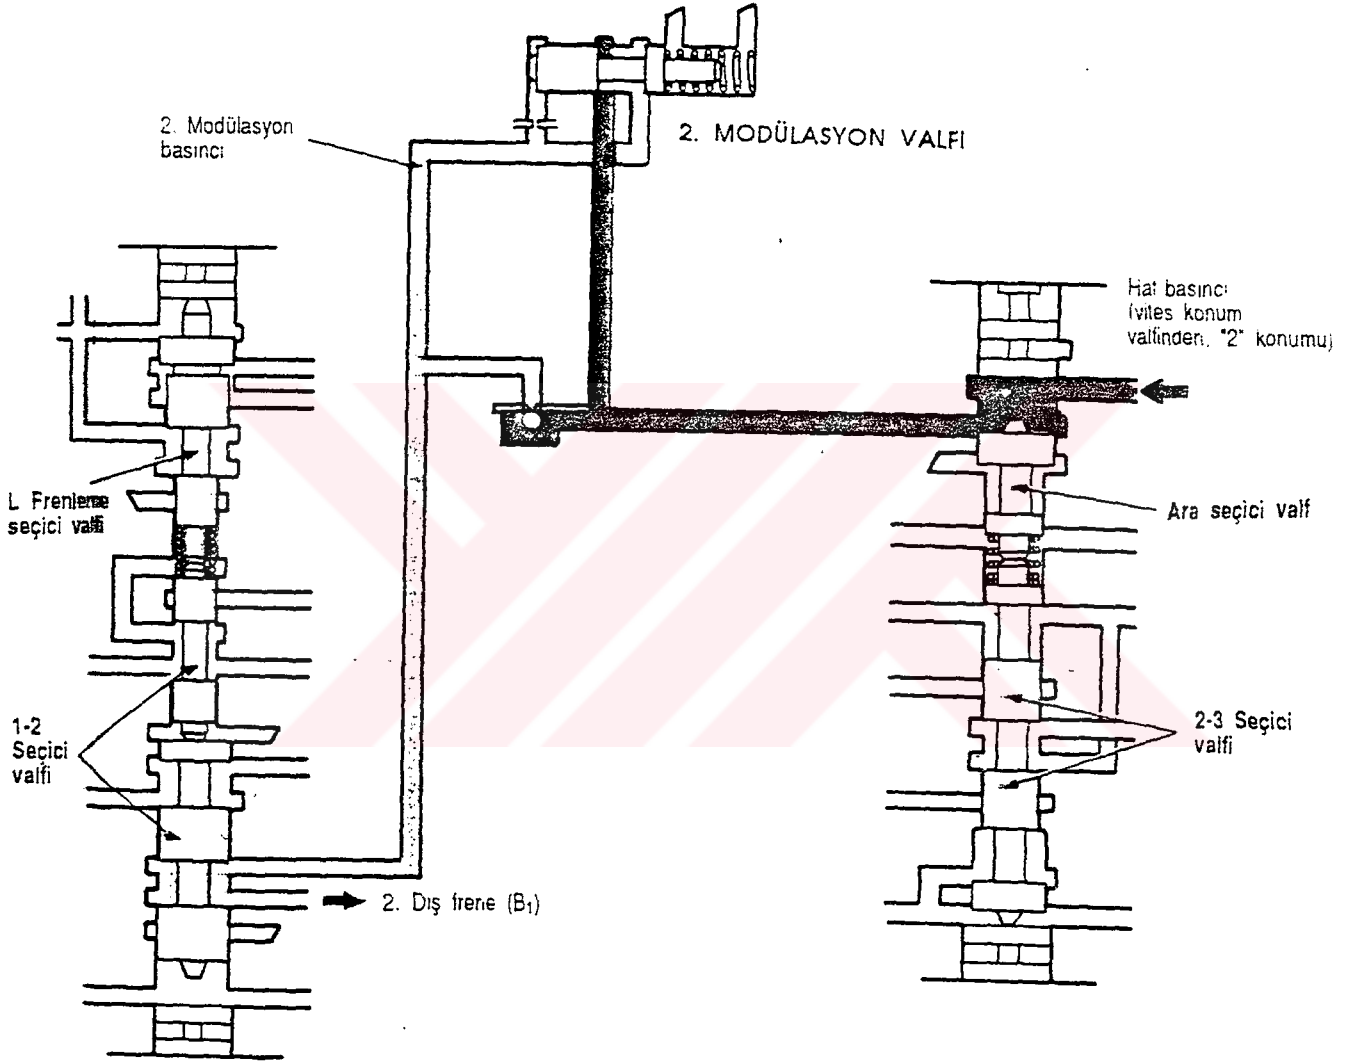 2. Modülasyon
basıncı
2. MODÜLASYON VALFI
Hat basıncı
(vites konum
valfinden, "2" konumu)
L Frenleme
seçici valfi
Ara seçici valf
1-2
Seçici
valfi
2-3 Seçici
valfi
2. Dış frene (B₁)